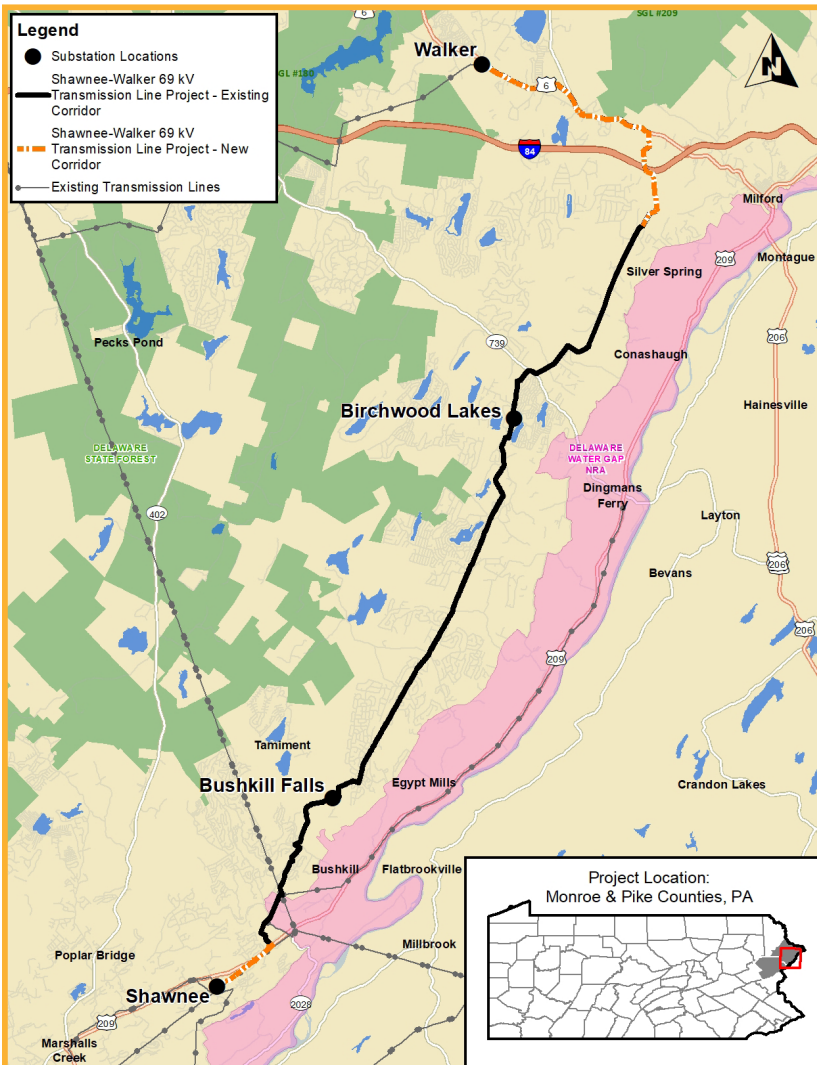 Legend
Substation Locations
Shawnee-Walker 69 kV
Transmission Line Project - Existing
Corridor
Shawnee-Walker 69 kV
Transmission Line Project - New
Corridor
Existing Transmission Lines
6
SGL #209
SGL #180
Walker
6
N
84
Milford
209
Montague
Silver Spring
206
739
Conashaugh
Pecks Pond
Birchwood Lakes
Hainesville
DELAWARE
STATE FOREST
DELAWARE
WATER GAP
NRA
Dingmans
Ferry
402
Layton
206
Bevans
206
209
Tamiment
Bushkill Falls
Egypt Mills
Crandon Lakes
Bushkill
Flatbrookville
Poplar Bridge
Millbrook
Shawnee
2028
209
Marshalls
Creek
Project Location:
Monroe & Pike Counties, PA